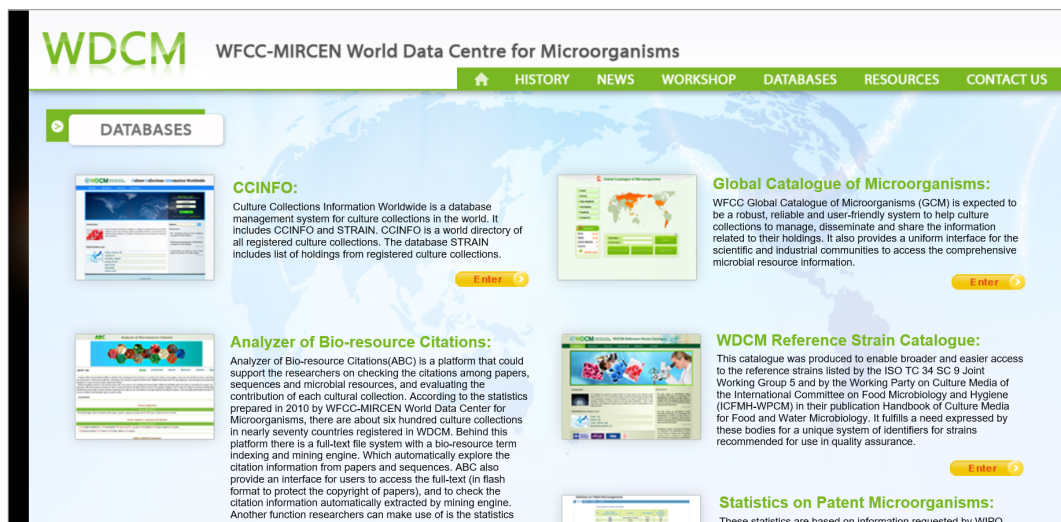 WDCM
WFCC-MIRCEN World Data Centre for Microorganisms
HISTORY NEWS WORKSHOP DATABASES RESOURCES CONTACT US
DATABASES
CCINFO:
Culture Collections Information Worldwide is a database
management system for culture collections in the world. It
includes CCINFO and STRAIN. CCINFO is a world directory of
all registered culture collections. The database STRAIN
includes list of holdings from registered culture collections.
Enter
Global Catalogue of Microorganisms:
WFCC Global Catalogue of Microorganisms (GCM) is expected to
be a robust, reliable and user-friendly system to help culture
collections to manage, disseminate and share the information
related to their holdings. It also provides a uniform interface for the
scientific and industrial communities to access the comprehensive
microbial resource information.
Enter
Analyzer of Bio-resource Citations:
Analyzer of Bio-resource Citations(ABC) is a platform that could
support the researchers on checking the citations among papers,
sequences and microbial resources, and evaluating the
contribution of each cultural collection. According to the statistics
prepared in 2010 by WFCC-MIRCEN World Data Center for
Microorganisms, there are about six hundred culture collections
in nearly seventy countries registered in WDCM. Behind this
platform there is a full-text file system with a bio-resource term
indexing and mining engine. Which automatically explore the
citation information from papers and sequences. ABC also
provide an interface for users to access the full-text (in flash
format to protect the copyright of papers), and to check the
citation information automatically extracted by mining engine.
Another function researchers can make use of is the statistics
WDCM Reference Strain Catalogue:
This catalogue was produced to enable broader and easier access
to the reference strains listed by the ISO TC 34 SC 9 Joint
Working Group 5 and by the Working Party on Culture Media of
the International Committee on Food Microbiology and Hygiene
(ICFMH-WPCM) in their publication Handbook of Culture Media
for Food and Water Microbiology. It fulfills a need expressed by
these bodies for a unique system of identifiers for strains
recommended for use in quality assurance.
Enter
Statistics on Patent Microorganisms:
These statistics are based on information requested by WIPO